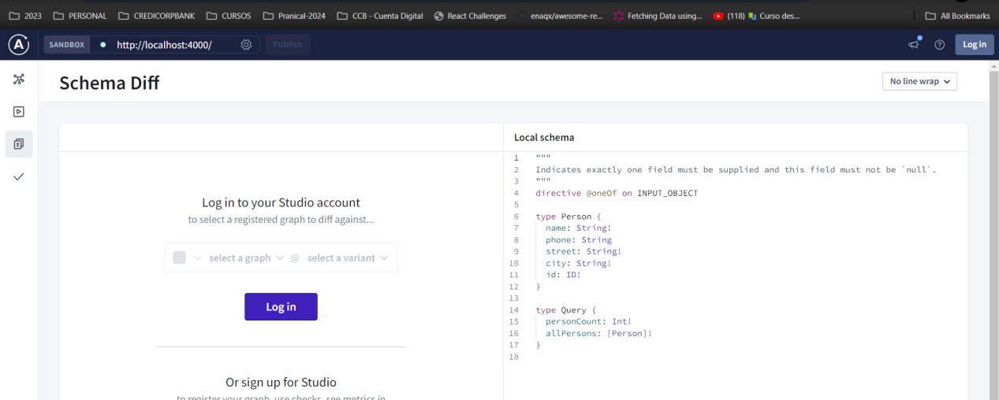 2023 PERSONAL CREDICORPBANK CURSOS Pranical-2024 CCB - Cuenta Digital React Challenges enaqx/awesome-re... Fetching Data using... (118) Curso des... All Bookmarks
A SANDBOX http://localhost:4000/ Publish Log in
Schema Diff
No line wrap
Log in to your Studio account
to select a registered graph to diff against...
select a graph @ select a variant
Log in
Or sign up for Studio
to register your graph, use checks, see metrics in
Local schema
1 """
2 Indicates exactly one field must be supplied and this field must not be `null`.
3 """
4 directive @oneOf on INPUT_OBJECT
5
6 type Person {
7 name: String!
8 phone: String
9 street: String!
10 city: String!
11 id: ID!
12 }
13
14 type Query {
15 personCount: Int!
16 allPersons: [Person]!
17 }
18